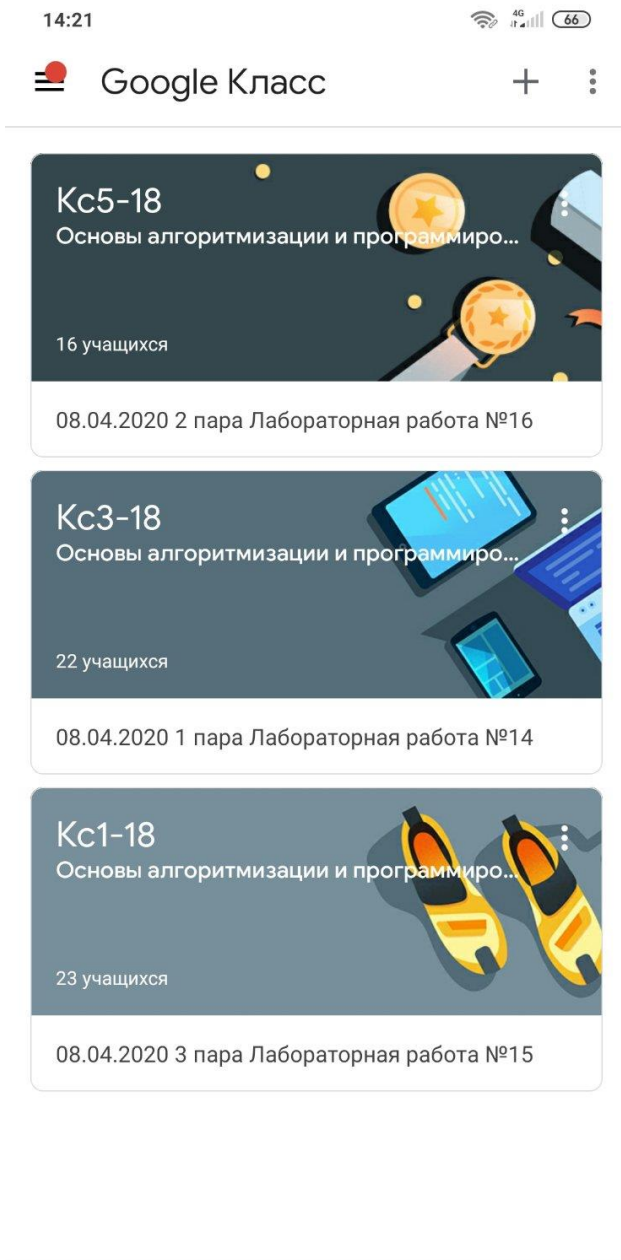 14:21
4G
66
Google Класс
Кс5-18
Основы алгоритмизации и программиро...
16 учащихся
08.04.2020 2 пара Лабораторная работа №16
Кс3-18
Основы алгоритмизации и программиро...
22 учащихся
08.04.2020 1 пара Лабораторная работа №14
Кс1-18
Основы алгоритмизации и программиро...
23 учащихся
08.04.2020 3 пара Лабораторная работа №15